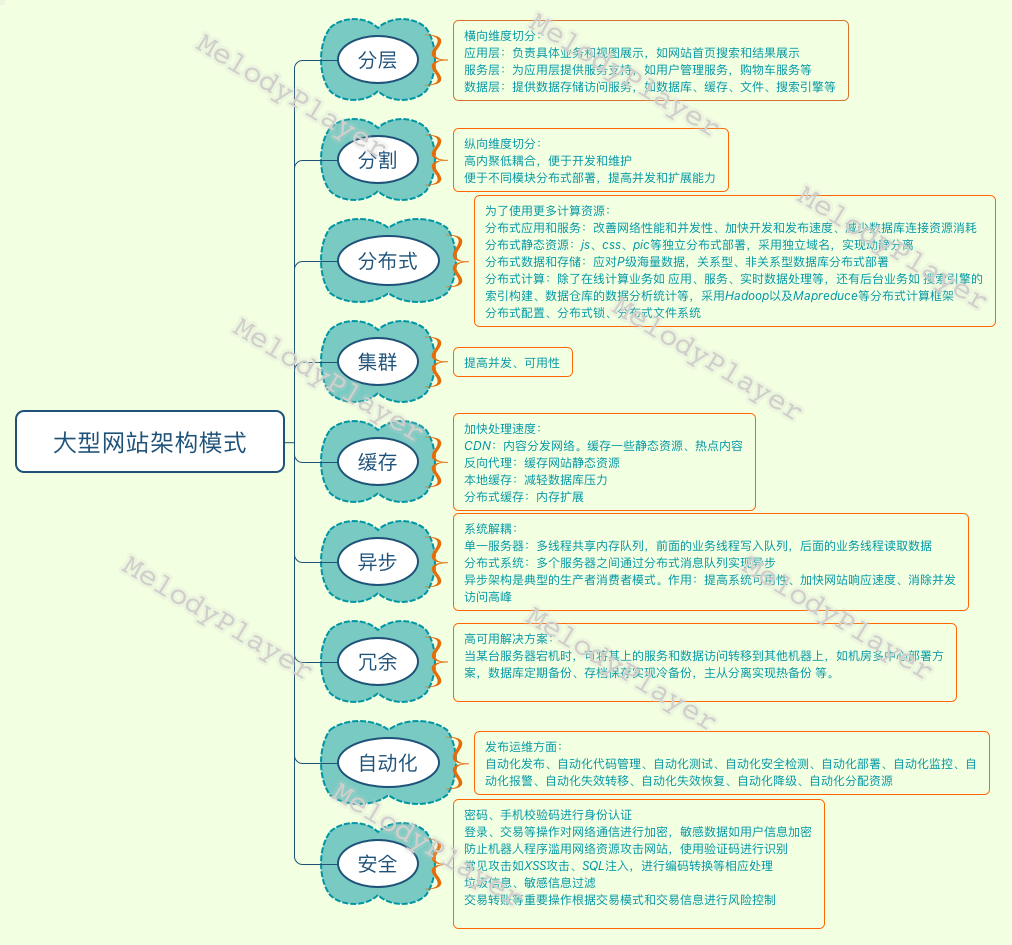 大型网站架构模式
分层
横向维度切分：
应用层：负责具体业务和视图展示，如网站首页搜索和结果展示
服务层：为应用层提供服务支持，如用户管理服务，购物车服务等
数据层：提供数据存储访问服务，如数据库、缓存、文件、搜索引擎等
分割
纵向维度切分：
高内聚低耦合，便于开发和维护
便于不同模块分布式部署，提高并发和扩展能力
分布式
为了使用更多计算资源：
分布式应用和服务：改善网络性能和并发性、加快开发和发布速度、减少数据库连接资源消耗
分布式静态资源：js、css、pic等独立分布式部署，采用独立域名，实现动静分离
分布式数据和存储：应对P级海量数据，关系型、非关系型数据库分布式部署
分布式计算：除了在线计算业务如 应用、服务、实时数据处理等，还有后台业务如 搜索引擎的
索引构建、数据仓库的数据分析统计等，采用Hadoop以及Mapreduce等分布式计算框架
分布式配置、分布式锁、分布式文件系统
集群
提高并发、可用性
缓存
加快处理速度：
CDN：内容分发网络。缓存一些静态资源、热点内容
反向代理：缓存网站静态资源
本地缓存：减轻数据库压力
分布式缓存：内存扩展
异步
系统解耦：
单一服务器：多线程共享内存队列，前面的业务线程写入队列，后面的业务线程读取数据
分布式系统：多个服务器之间通过分布式消息队列实现异步
异步架构是典型的生产者消费者模式。作用：提高系统可用性、加快网站响应速度、消除并发
访问高峰
冗余
高可用解决方案：
当某台服务器宕机时，可将其上的服务和数据访问转移到其他机器上，如机房多中心部署方
案，数据库定期备份、存档保存实现冷备份，主从分离实现热备份 等。
自动化
发布运维方面：
自动化发布、自动化代码管理、自动化测试、自动化安全检测、自动化部署、自动化监控、自
动化报警、自动化失效转移、自动化失效恢复、自动化降级、自动化分配资源
安全
密码、手机校验码进行身份认证
登录、交易等操作对网络通信进行加密，敏感数据如用户信息加密
防止机器人程序滥用网络资源攻击网站，使用验证码进行识别
常见攻击如XSS攻击、SQL注入，进行编码转换等相应处理
垃圾信息、敏感信息过滤
交易转账等重要操作根据交易模式和交易信息进行风险控制
MelodyPlayer
MelodyPlayer
MelodyPlayer
MelodyPlayer
MelodyPlayer
MelodyPlayer
MelodyPlayer
MelodyPlayer
MelodyPlayer